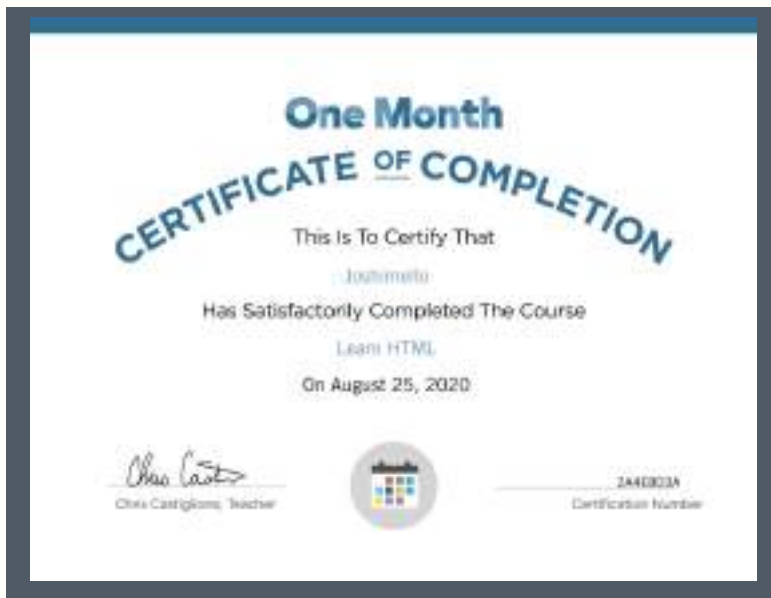 One Month
CERTIFICATE OF COMPLETION
This Is To Certify That
Has Satisfactorily Completed The Course
Learn HTML
On August 25, 2020
Chris Castiglione, Teacher
Certification Number